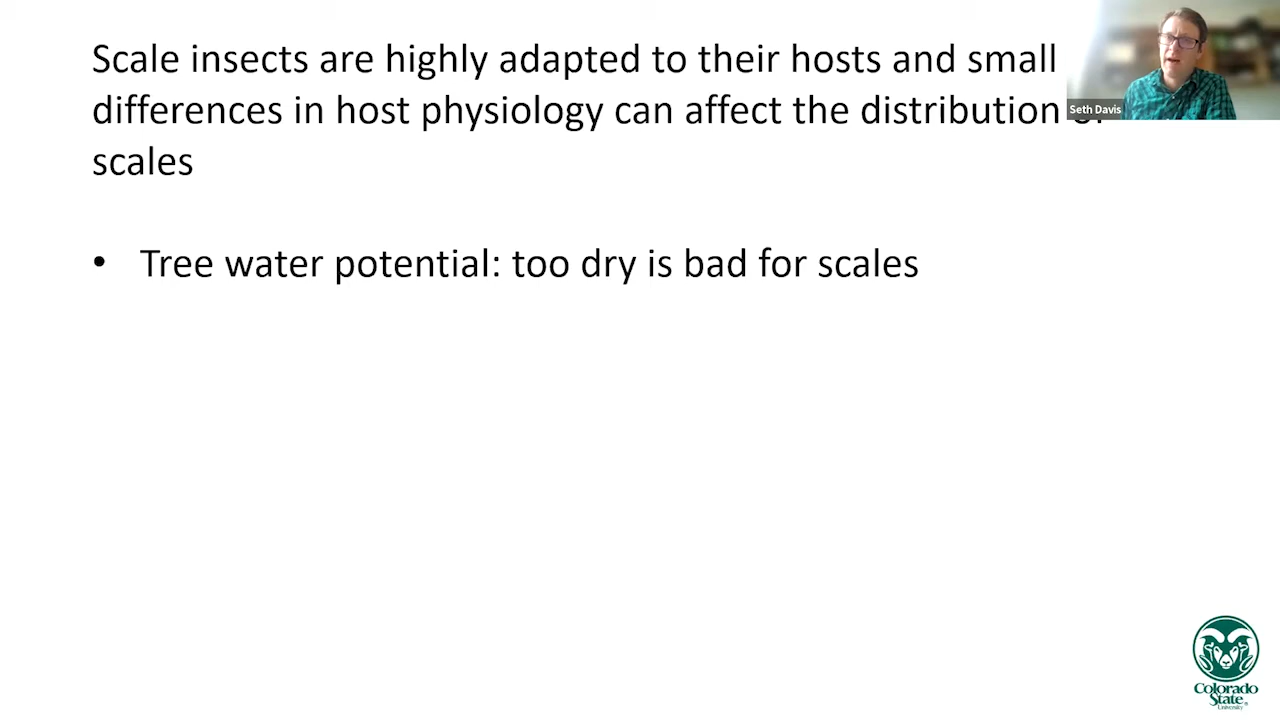 Scale insects are highly adapted to their hosts and small
differences in host physiology can affect the distribution
scales
• Tree water potential: too dry is bad for scales
Seth Davis
Colorado
State
University